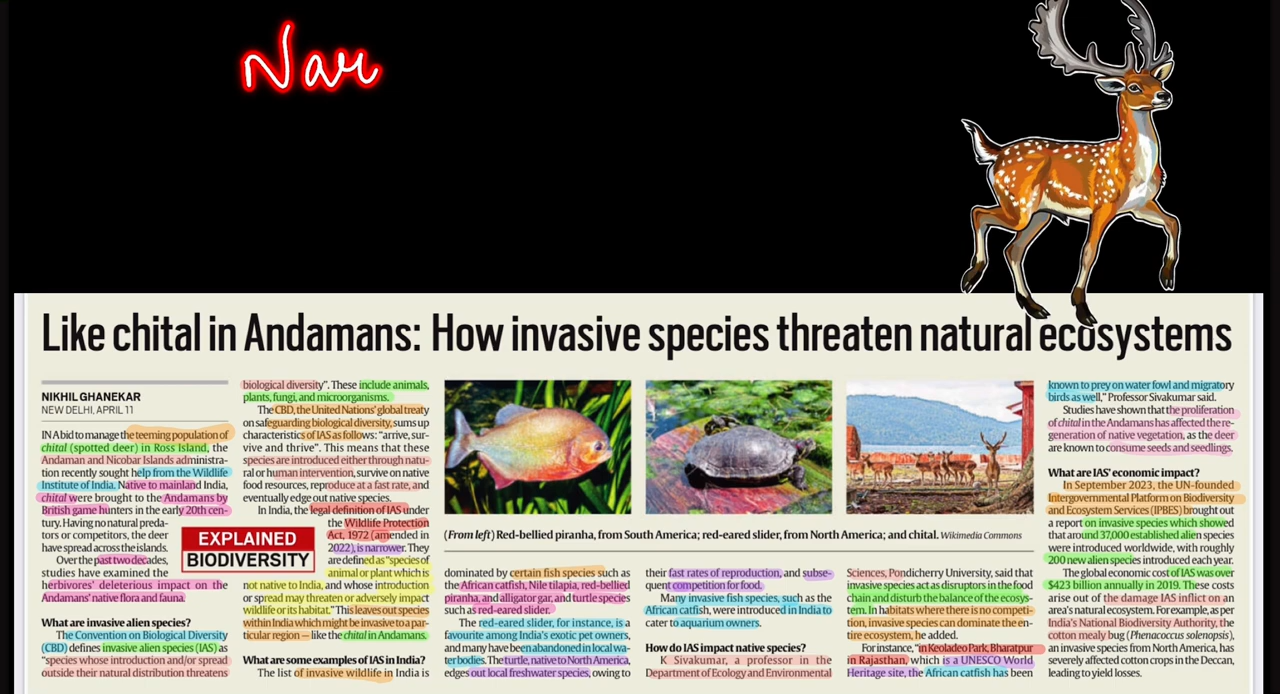 Nar
Like chital in Andamans: How invasive species threaten natural ecosystems
NIKHIL GHANEKAR
NEW DELHI, APRIL 11
IN A bid to manage the teeming population of
chital (spotted deer) in Ross Island, the
Andaman and Nicobar Islands administra-
tion recently sought help from the Wildlife
Institute of India. Native to mainland India,
chital were brought to the Andamans by
British game hunters in the early 20th cen-
tury. Having no natural preda-
tors or competitors, the deer
have spread across the islands.
Over the past two decades,
studies have examined the
herbivores' deleterious impact on the
Andamans' native flora and fauna.
What are invasive alien species?
The Convention on Biological Diversity
(CBD) defines invasive alien species (IAS) as
"species whose introduction and/or spread
outside their natural distribution threatens
EXPLAINED
BIODIVERSITY
biological diversity". These include animals,
plants, fungi, and microorganisms.
The CBD, the United Nations' global treaty
on safeguarding biological diversity, sums up
characteristics of IAS as follows: "arrive, sur-
vive and thrive". This means that these
species are introduced either through natu-
ral or human intervention, survive on native
food resources, reproduce at a fast rate, and
eventually edge out native species.
In India, the legal definition of IAS under
the Wildlife Protection
Act, 1972 (amended in
2022), is narrower. They
are defined as "species of
animal or plant which is
not native to India, and whose introduction
or spread may threaten or adversely impact
wildlife or its habitat." This leaves out species
within India which might be invasive to a par-
ticular region — like the chital in Andamans.
What are some examples of IAS in India?
The list of invasive wildlife in India is
(From left) Red-bellied piranha, from South America; red-eared slider, from North America; and chital. Wikimedia Commons
dominated by certain fish species such as
the African catfish, Nile tilapia, red-bellied
piranha, and alligator gar, and turtle species
such as red-eared slider.
The red-eared slider, for instance, is a
favourite among India's exotic pet owners,
and many have been abandoned in local wa-
ter bodies. The turtle, native to North America,
edges out local freshwater species, owing to
their fast rates of reproduction, and subse-
quent competition for food.
Many invasive fish species, such as the
African catfish, were introduced in India to
cater to aquarium owners.
How do IAS impact native species?
K Sivakumar, a professor in the
Department of Ecology and Environmental
Sciences, Pondicherry University, said that
invasive species act as disruptors in the food
chain and disturb the balance of the ecosys-
tem. In habitats where there is no competi-
tion, invasive species can dominate the en-
tire ecosystem, he added.
For instance, "in Keoladeo Park, Bharatpur
in Rajasthan, which is a UNESCO World
Heritage site, the African catfish has been
known to prey on water fowl and migratory
birds as well," Professor Sivakumar said.
Studies have shown that the proliferation
of chital in the Andamans has affected the re-
generation of native vegetation, as the deer
are known to consume seeds and seedlings.
What are IAS' economic impact?
In September 2023, the UN-founded
Intergovernmental Platform on Biodiversity
and Ecosystem Services (IPBES) brought out
a report on invasive species which showed
that around 37,000 established alien species
were introduced worldwide, with roughly
200 new alien species introduced each year.
The global economic cost of IAS was over
$423 billion annually in 2019. These costs
arise out of the damage IAS inflict on an
area's natural ecosystem. For example, as per
India's National Biodiversity Authority, the
cotton mealy bug (Phenacoccus solenopsis),
an invasive species from North America, has
severely affected cotton crops in the Deccan,
leading to yield losses.